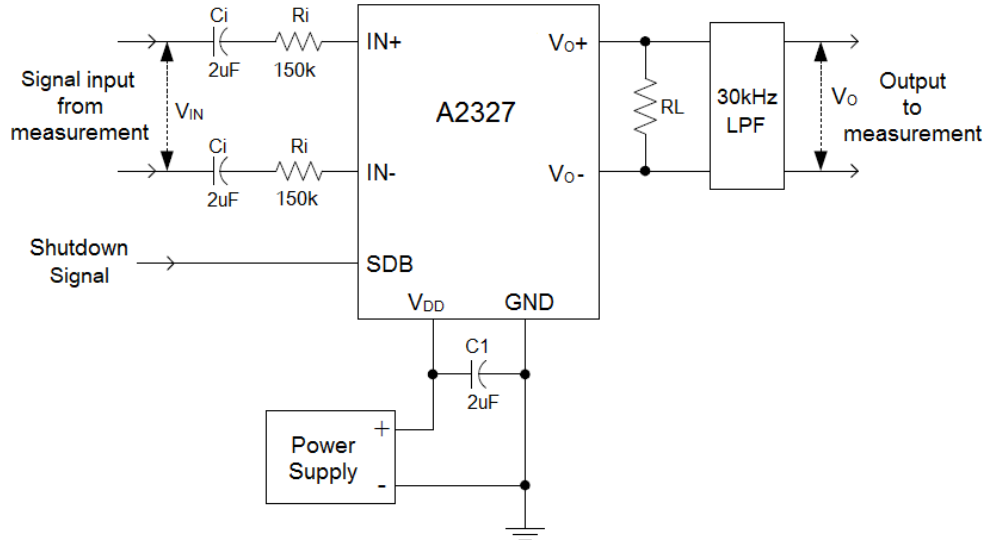 Ci
Ri
IN+
2uF
150k
Signal input
from
measurement
VIN
Ci
Ri
IN-
2uF
150k
Shutdown
Signal
SDB
A2327
VO+
VO-
VDD
GND
RL
30kHz
LPF
VO
Output
to
measurement
C1
2uF
Power
Supply
+
-